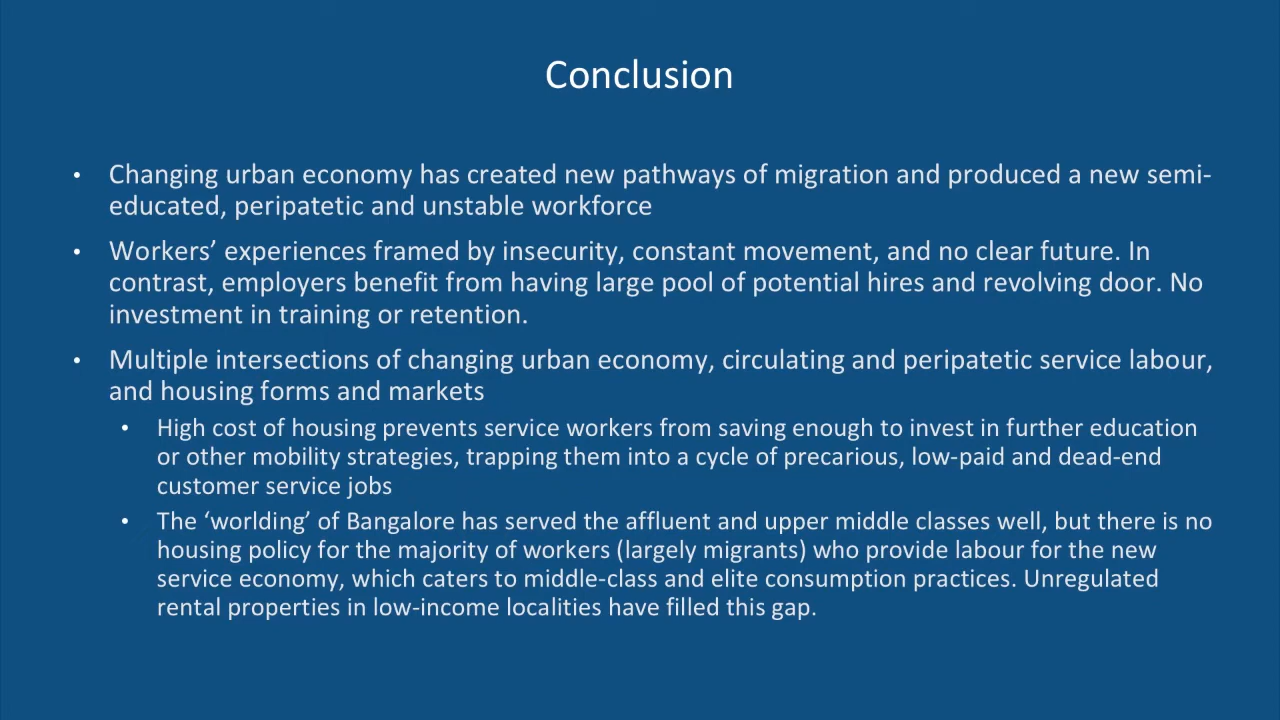 Conclusion
• Changing urban economy has created new pathways of migration and produced a new semi-
educated, peripatetic and unstable workforce
• Workers’ experiences framed by insecurity, constant movement, and no clear future. In
contrast, employers benefit from having large pool of potential hires and revolving door. No
investment in training or retention.
• Multiple intersections of changing urban economy, circulating and peripatetic service labour,
and housing forms and markets
• High cost of housing prevents service workers from saving enough to invest in further education
or other mobility strategies, trapping them into a cycle of precarious, low-paid and dead-end
customer service jobs
• The ‘worlding’ of Bangalore has served the affluent and upper middle classes well, but there is no
housing policy for the majority of workers (largely migrants) who provide labour for the new
service economy, which caters to middle-class and elite consumption practices. Unregulated
rental properties in low-income localities have filled this gap.